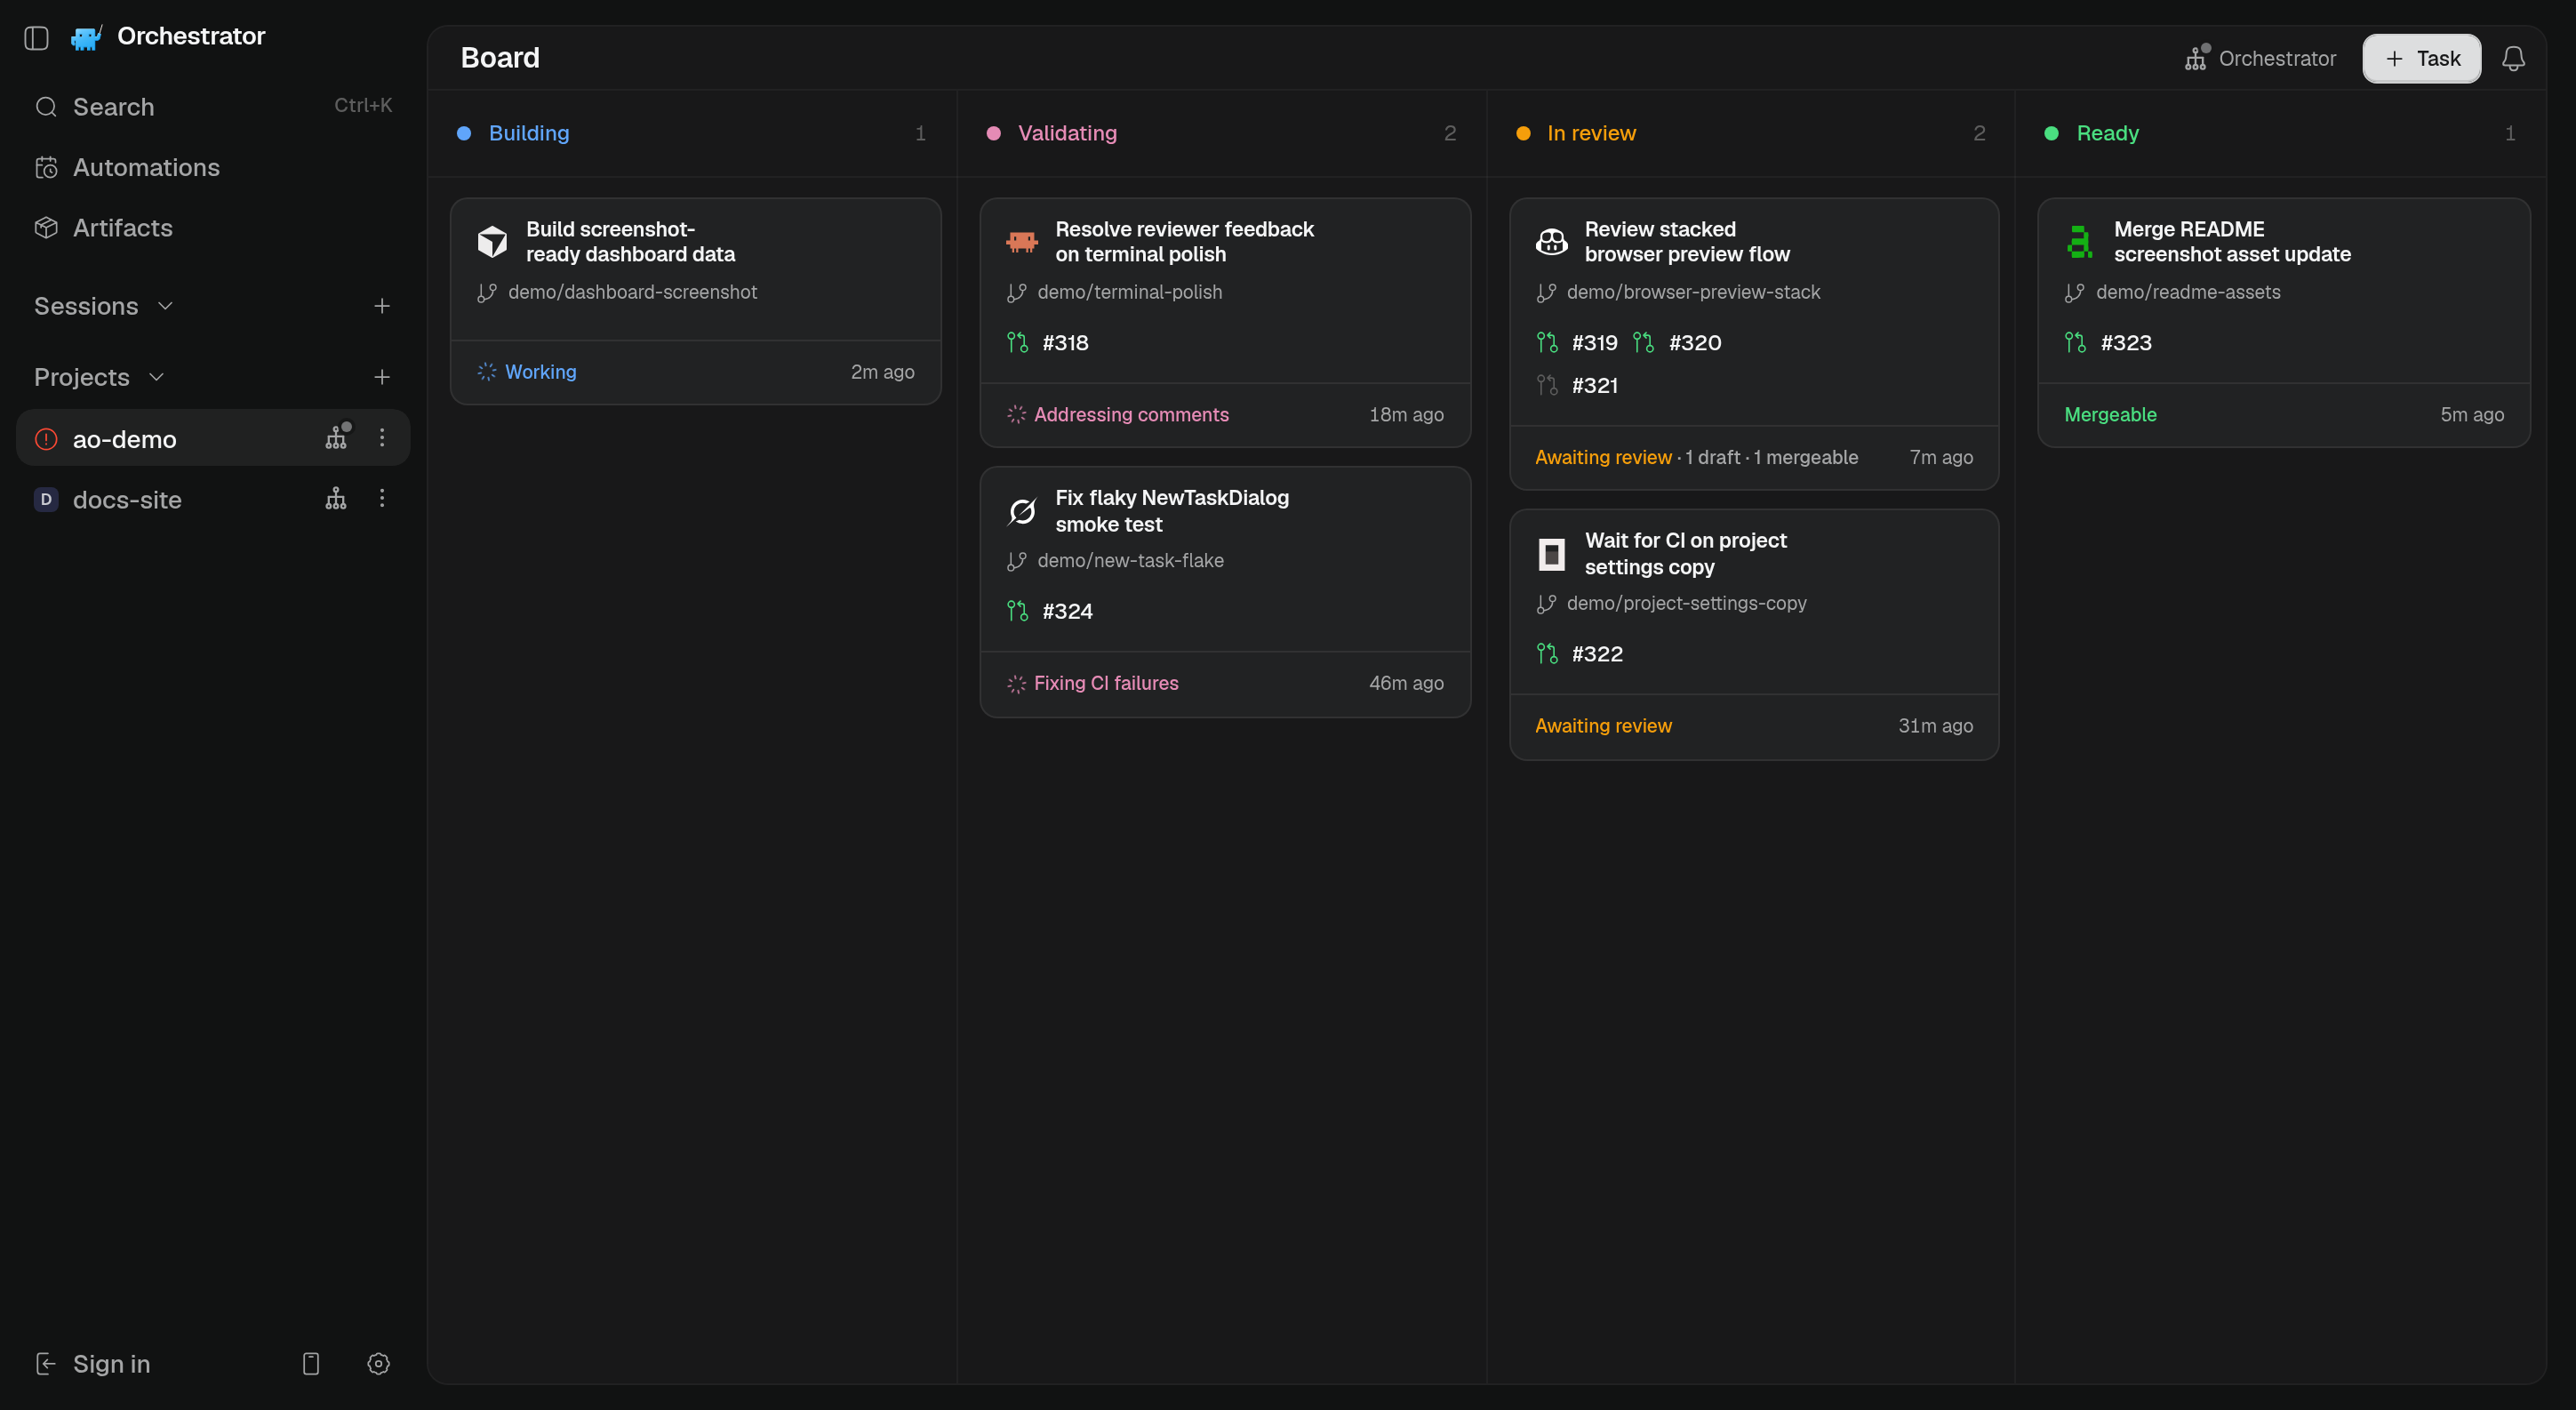 Orchestrator
Search Ctrl+K
Automations
Artifacts
Sessions
Projects
ao-demo
D docs-site
Sign in
Board
Orchestrator
Task
Building 1
Build screenshot-
ready dashboard data
demo/dashboard-screenshot
Working 2m ago
Validating 2
Resolve reviewer feedback
on terminal polish
demo/terminal-polish
#318
Addressing comments 18m ago
Fix flaky NewTaskDialog
smoke test
demo/new-task-flake
#324
Fixing CI failures 46m ago
In review 2
Review stacked
browser preview flow
demo/browser-preview-stack
#319 #320
#321
Awaiting review · 1 draft · 1 mergeable 7m ago
Wait for CI on project
settings copy
demo/project-settings-copy
#322
Awaiting review 31m ago
Ready 1
Merge README
screenshot asset update
demo/readme-assets
#323
Mergeable 5m ago